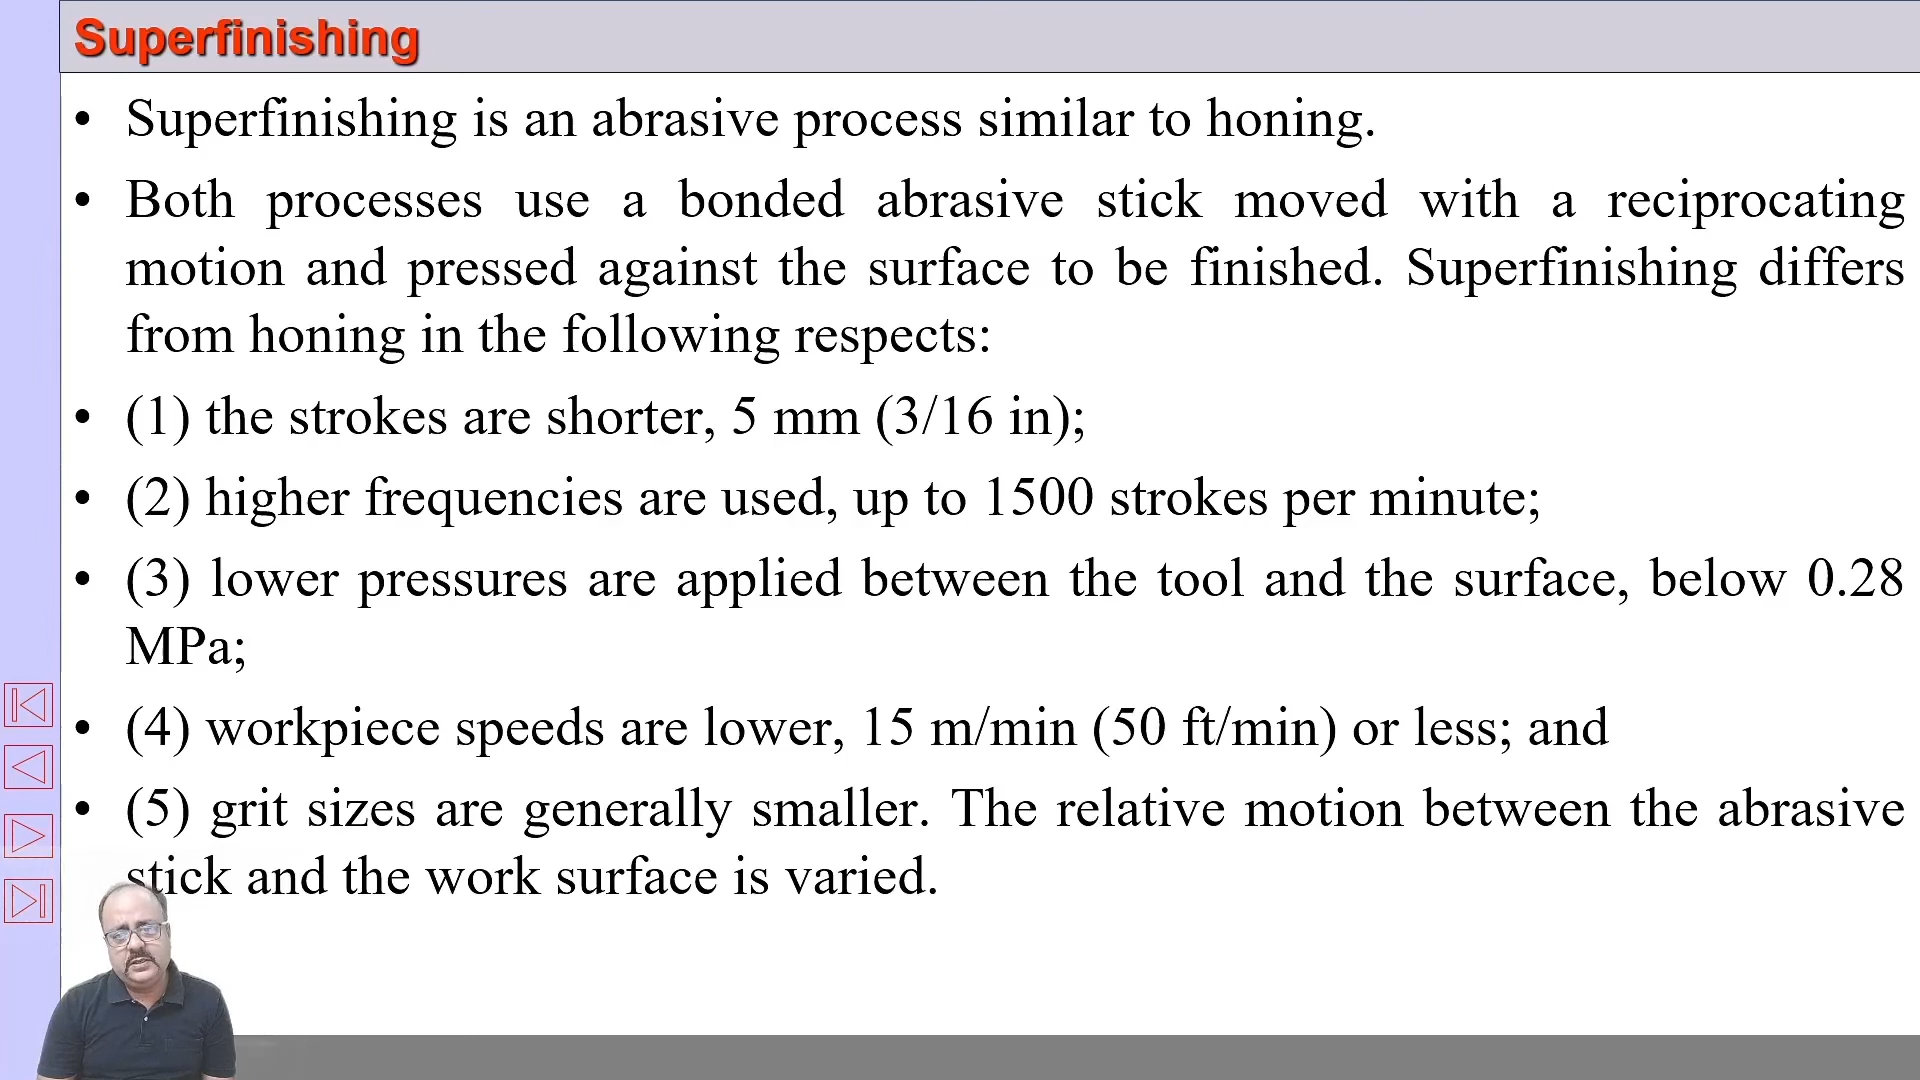 Superfinishing
• Superfinishing is an abrasive process similar to honing.
• Both processes use a bonded abrasive stick moved with a reciprocating
motion and pressed against the surface to be finished. Superfinishing differs
from honing in the following respects:
• (1) the strokes are shorter, 5 mm (3/16 in);
• (2) higher frequencies are used, up to 1500 strokes per minute;
• (3) lower pressures are applied between the tool and the surface, below 0.28
MPa;
• (4) workpiece speeds are lower, 15 m/min (50 ft/min) or less; and
• (5) grit sizes are generally smaller. The relative motion between the abrasive
stick and the work surface is varied.